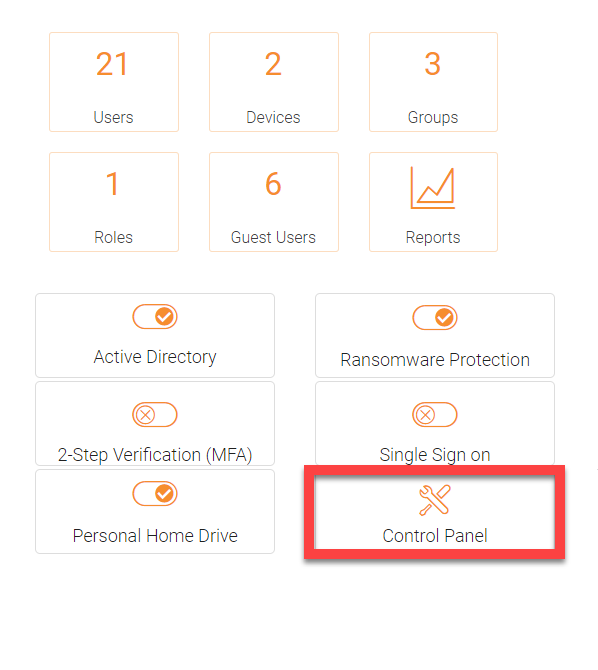 21
Users
2
Devices
3
Groups
1
Roles
6
Guest Users
Reports
Active Directory
Ransomware Protection
2-Step Verification (MFA)
Single Sign on
Personal Home Drive
Control Panel